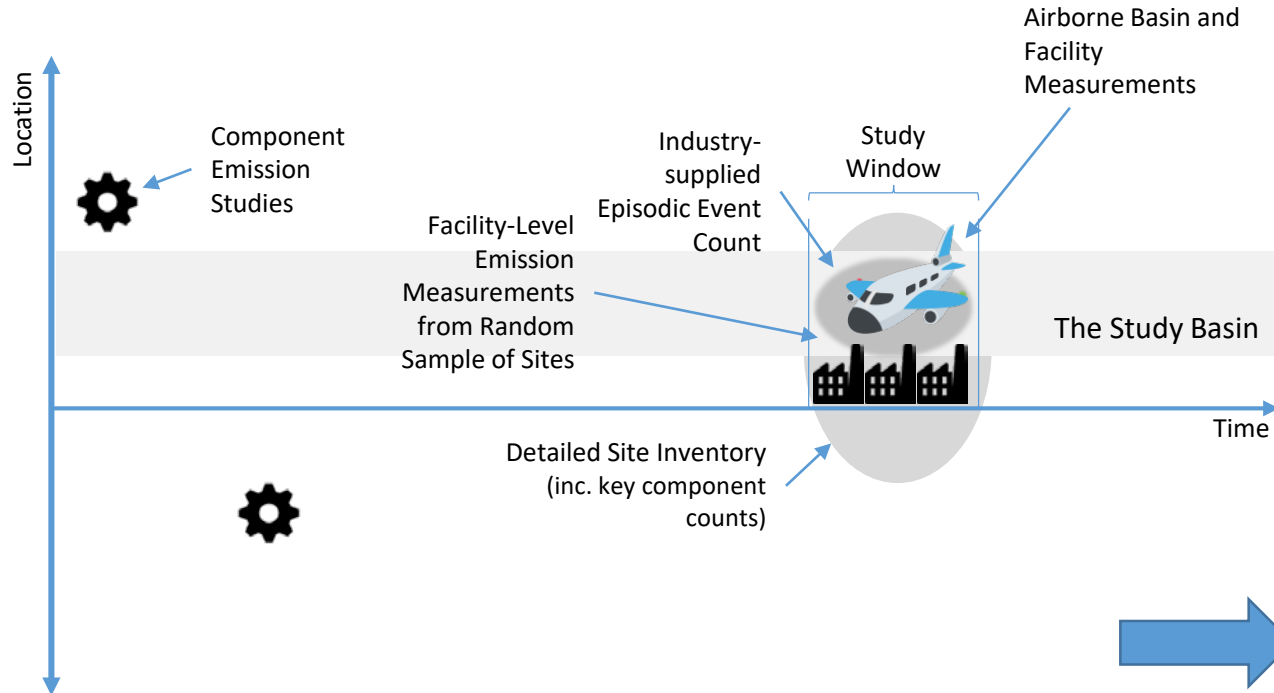 Location
Component
Emission
Studies
Facility-Level
Emission
Measurements
from Random
Sample of Sites
Industry-
supplied
Episodic Event
Count
Study
Window
Airborne Basin and
Facility
Measurements
The Study Basin
Time
Detailed Site Inventory
(inc. key component
counts)